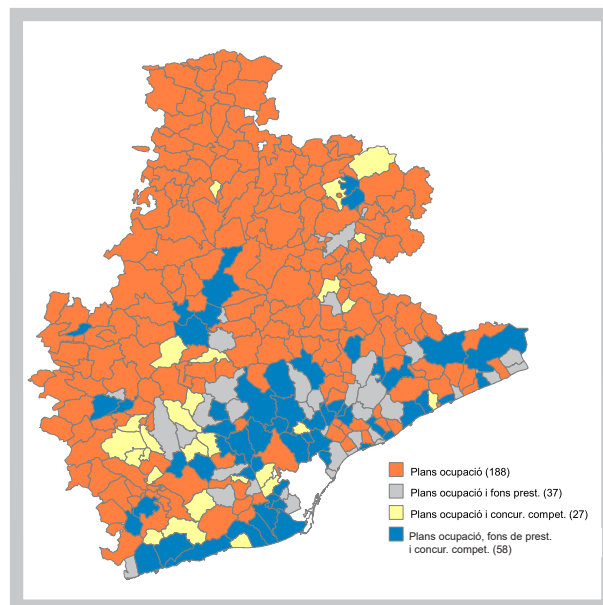 Plans ocupació (188)
Plans ocupació i fons prest. (37)
Plans ocupació i concur. compet. (27)
Plans ocupació, fons de prest.
i concur. compet. (58)